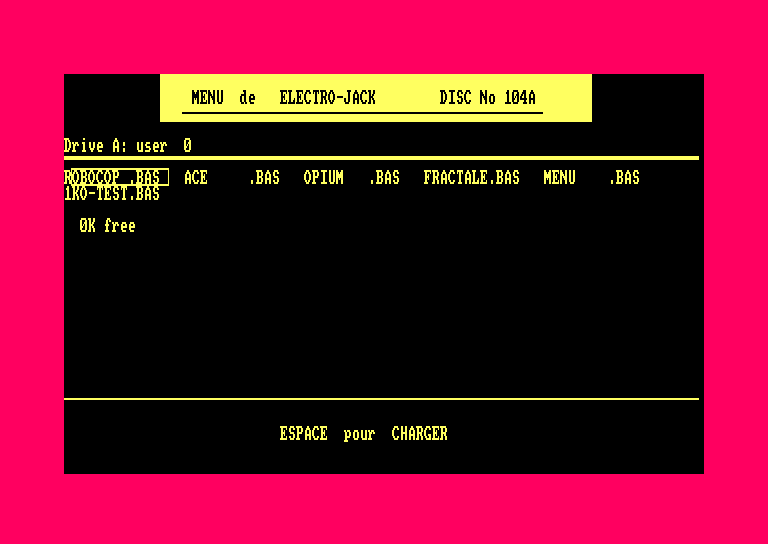 MENU de ELECTRO-JACK DISC No 104A
Drive A: user 0
ROBOCOP .BAS ACE .BAS OPIUM .BAS FRACTALE.BAS MENU .BAS
1KO-TEST.BAS
0K free
ESPACE pour CHARGER